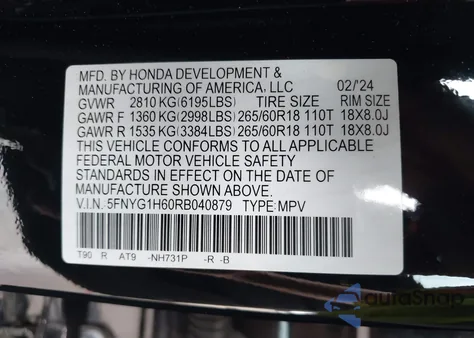 MFD. BY HONDA DEVELOPMENT &
MANUFACTURING OF AMERICA, LLC 02/'24
GVWR 2810 KG(6195LBS) TIRE SIZE RIM SIZE
GAWR F 1360 KG(2998LBS) 265/60R18 110T 18X8.0J
GAWR R 1535 KG(3384LBS) 265/60R18 110T 18X8.0J
THIS VEHICLE CONFORMS TO ALL APPLICABLE
FEDERAL MOTOR VEHICLE SAFETY
STANDARDS IN EFFECT ON THE DATE OF
MANUFACTURE SHOWN ABOVE.
V.I.N. 5FNYG1H60RB040879 TYPE: MPV
T90 R AT9 -NH731P -R -B
autoSnap